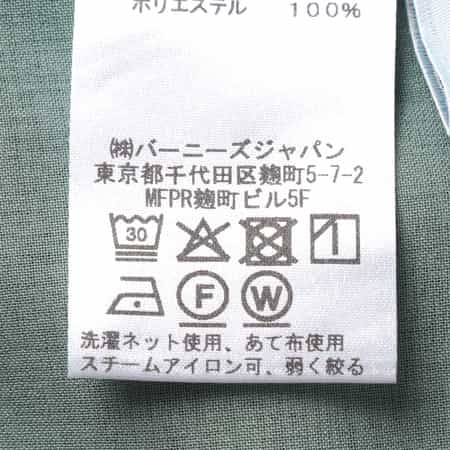 ポリエステル 100%
㈱バーニーズジャパン
東京都千代田区麹町5-7-2
MFPR麹町ビル5F
30
F W
洗濯ネット使用、あて布使用
スチームアイロン可、弱く絞る